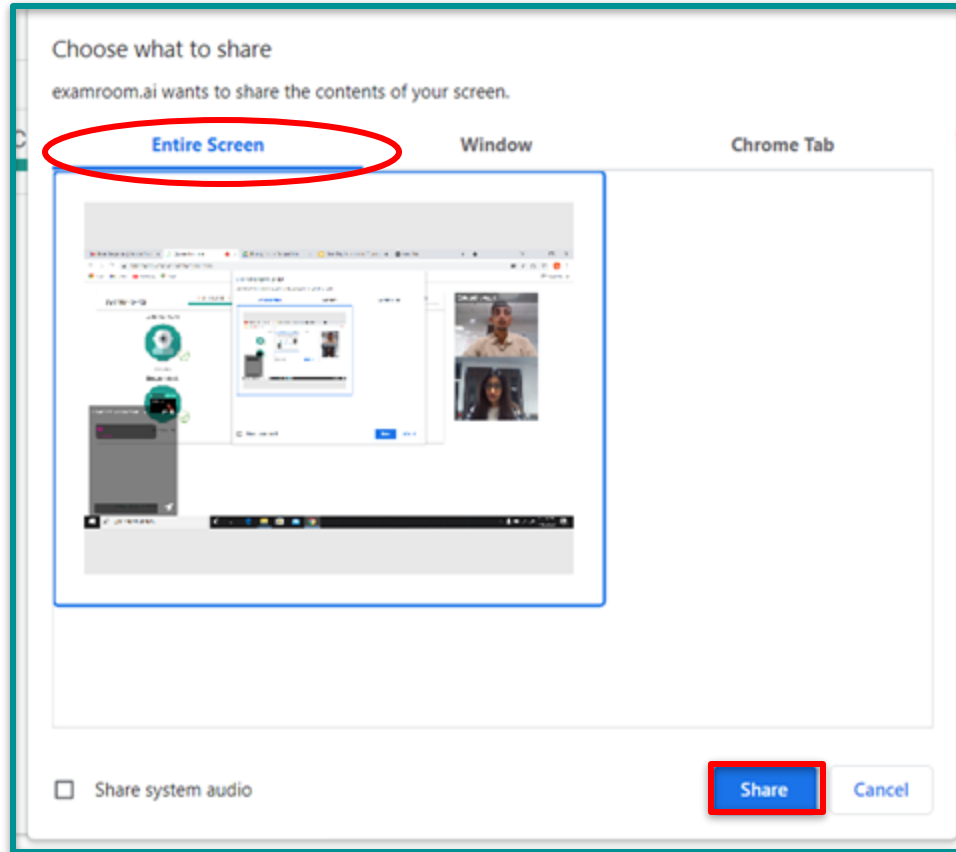 Choose what to share
examroom.ai wants to share the contents of your screen.
Entire Screen
Window
Chrome Tab
Share system audio
Share
Cancel